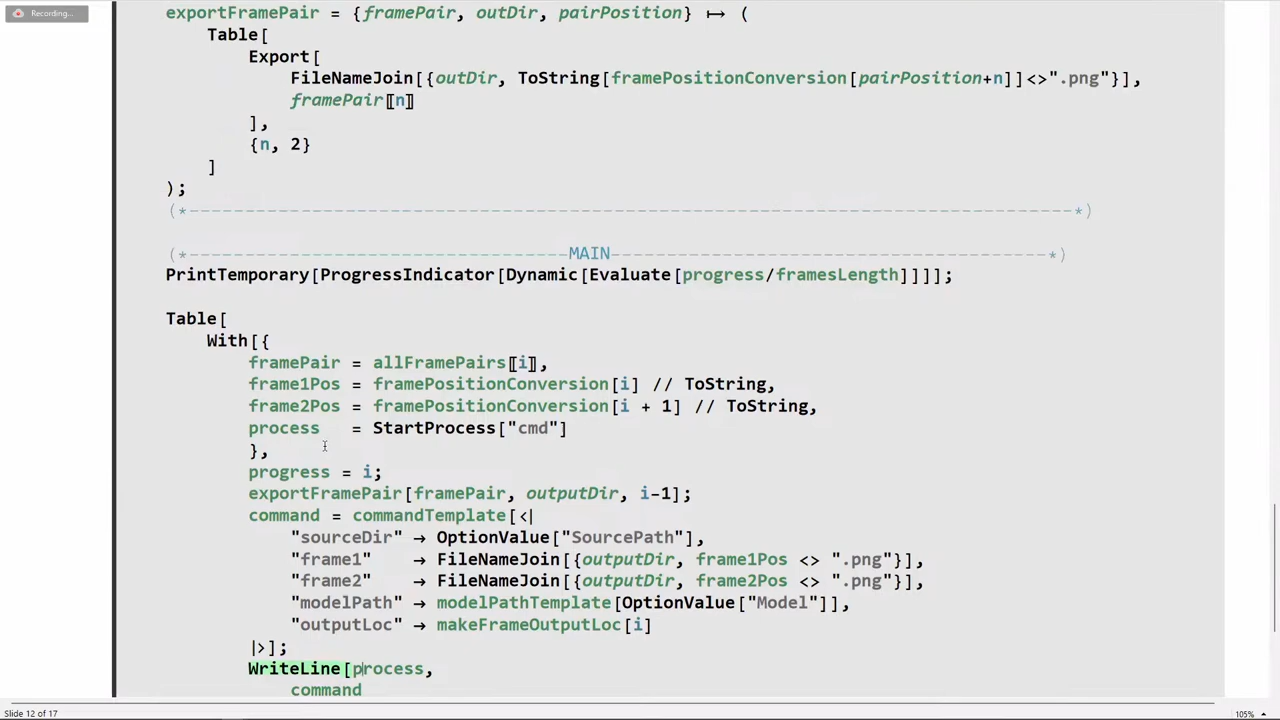 Recording...
exportFramePair = {framePair, outDir, pairPosition} ↦ (
Table[
Export[
FileNameJoin[{outDir, ToString[framePositionConversion[pairPosition+n]]<>".png"}],
framePair〚n〛
],
{n, 2}
]
);
(*--------------------------------------------------------------------------------------*)
(*-------------------------------------MAIN-------------------------------------------*)
PrintTemporary[ProgressIndicator[Dynamic[Evaluate[progress/framesLength]]]];
Table[
With[{
framePair = allFramePairs〚i〛,
frame1Pos = framePositionConversion[i] // ToString,
frame2Pos = framePositionConversion[i + 1] // ToString,
process = StartProcess["cmd"]
},
progress = i;
exportFramePair[framePair, outputDir, i-1];
command = commandTemplate[<|
"sourceDir" → OptionValue["SourcePath"],
"frame1" → FileNameJoin[{outputDir, frame1Pos <> ".png"}],
"frame2" → FileNameJoin[{outputDir, frame2Pos <> ".png"}],
"modelPath" → modelPathTemplate[OptionValue["Model"]],
"outputLoc" → makeFrameOutputLoc[i]
|>];
WriteLine[process,
command
Slide 12 of 17
105%